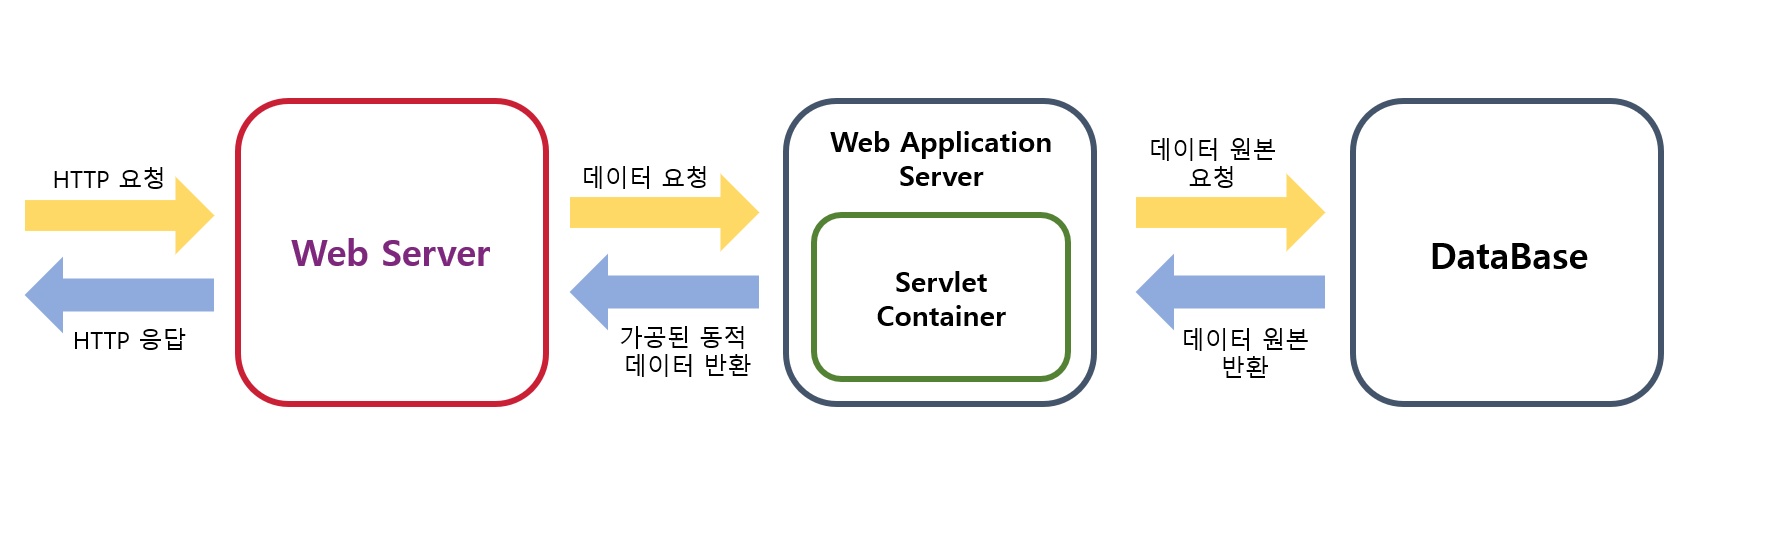 HTTP 요청
HTTP 응답
Web Server
데이터 요청
가공된 동적
데이터 반환
Web Application
Server
Servlet
Container
데이터 원본
요청
데이터 원본
반환
DataBase